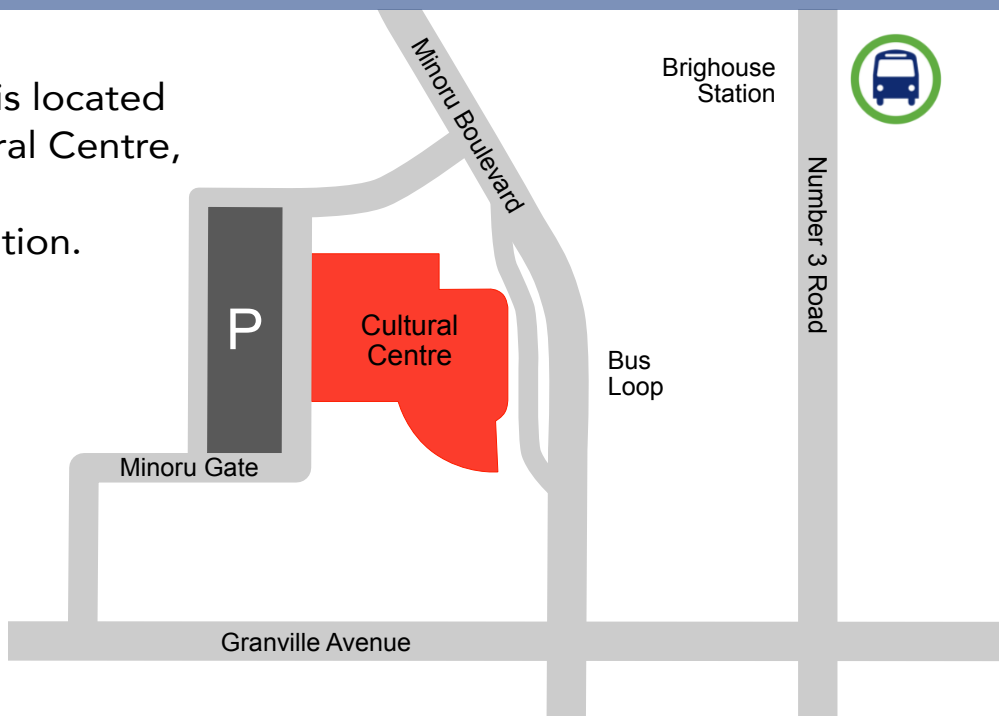 is located
ral Centre,
tion.
Minoru Boulevard
Brighouse
Station
Number 3 Road
P
Cultural
Centre
Bus
Loop
Minoru Gate
Granville Avenue